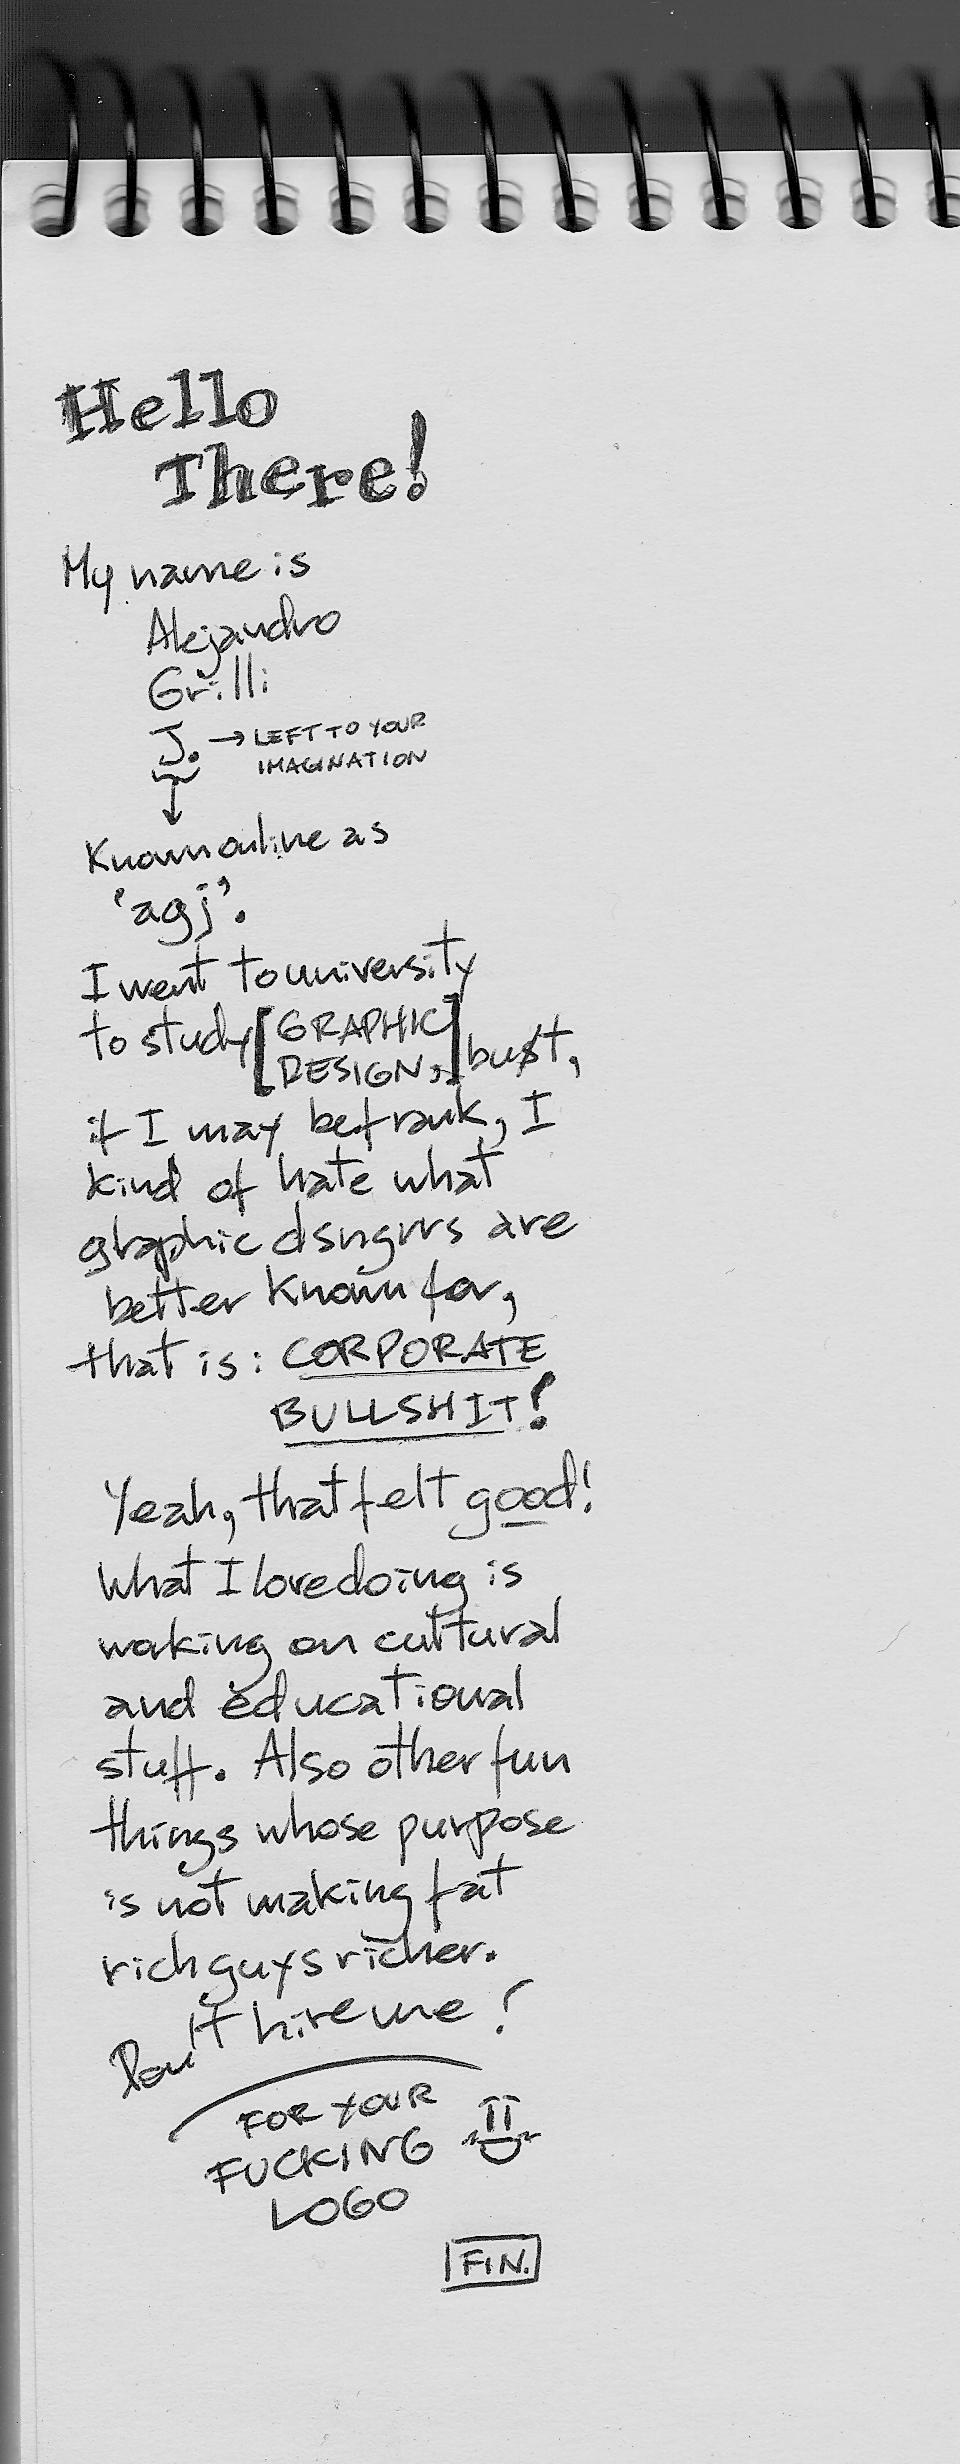 Hello
There!
My name is
Alejandro
Grilli
J. → LEFT TO YOUR
IMAGINATION
Known online as
'agj'.
I went to university
to study [GRAPHIC
DESIGN,] but,
if I may be frank, I
kind of hate what
graphic dsngrrs are
better known for,
that is: CORPORATE
BULLSHIT!
Yeah, that felt good!
What I love doing is
working on cultural
and educational
stuff. Also other fun
things whose purpose
is not making fat
rich guys richer.
Don't hire me!
FOR YOUR
FUCKING
LOGO
FIN.